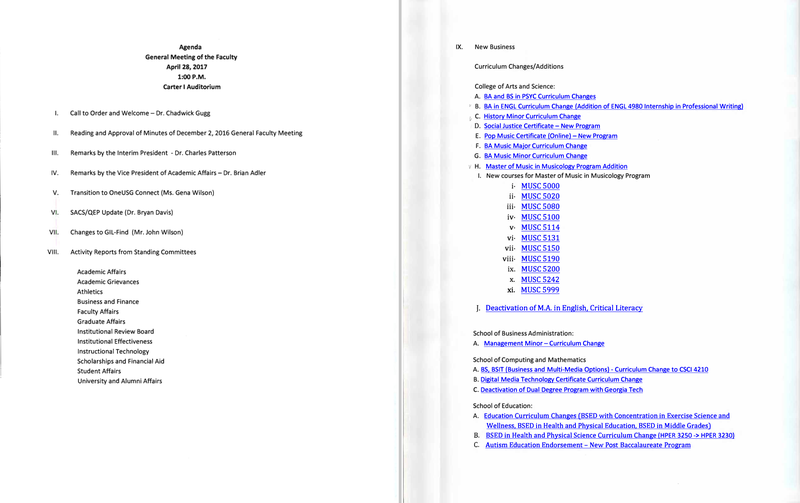 Agenda
General Meeting of the Faculty
April 28, 2017
1:00 P.M.
Carter I Auditorium
I. Call to Order and Welcome – Dr. Chadwick Gugg
II. Reading and Approval of Minutes of December 2, 2016 General Faculty Meeting
III. Remarks by the Interim President - Dr. Charles Patterson
IV. Remarks by the Vice President of Academic Affairs – Dr. Brian Adler
V. Transition to OneUSG Connect (Ms. Gena Wilson)
VI. SACS/QEP Update (Dr. Bryan Davis)
VII. Changes to GIL-Find (Mr. John Wilson)
VIII. Activity Reports from Standing Committees
Academic Affairs
Academic Grievances
Athletics
Business and Finance
Faculty Affairs
Graduate Affairs
Institutional Review Board
Institutional Effectiveness
Instructional Technology
Scholarships and Financial Aid
Student Affairs
University and Alumni Affairs
IX. New Business
Curriculum Changes/Additions
College of Arts and Science:
A. BA and BS in PSYC Curriculum Changes
B. BA in ENGL Curriculum Change (Addition of ENGL 4980 Internship in Professional Writing)
C. History Minor Curriculum Change
D. Social Justice Certificate – New Program
E. Pop Music Certificate (Online) – New Program
F. BA Music Major Curriculum Change
G. BA Music Minor Curriculum Change
H. Master of Music in Musicology Program Addition
I. New courses for Master of Music in Musicology Program
i. MUSC 5000
ii. MUSC 5020
iii. MUSC 5080
iv. MUSC 5100
v. MUSC 5114
vi. MUSC 5131
vii. MUSC 5150
viii. MUSC 5190
ix. MUSC 5200
x. MUSC 5242
xi. MUSC 5999
J. Deactivation of M.A. in English, Critical Literacy
School of Business Administration:
A. Management Minor – Curriculum Change
School of Computing and Mathematics
A. BS, BSIT (Business and Multi-Media Options) - Curriculum Change to CSCI 4210
B. Digital Media Technology Certificate Curriculum Change
C. Deactivation of Dual Degree Program with Georgia Tech
School of Education:
A. Education Curriculum Changes (BSED with Concentration in Exercise Science and
Wellness, BSED in Health and Physical Education, BSED in Middle Grades)
B. BSED in Health and Physical Science Curriculum Change (HPER 3250 -> HPER 3230)
C. Autism Education Endorsement – New Post Baccalaureate Program